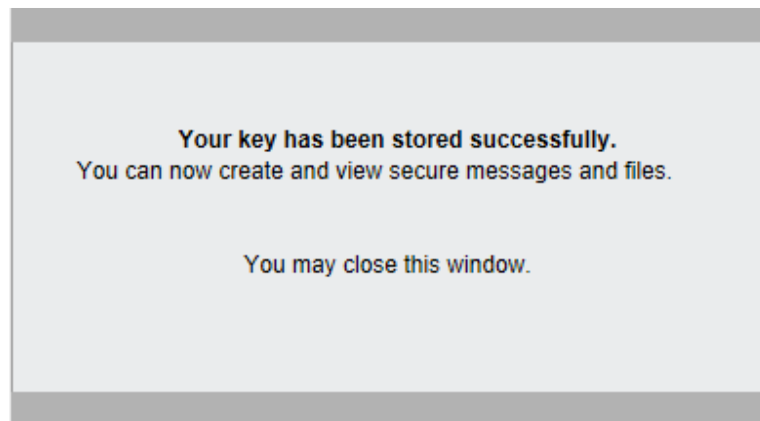 Your key has been stored successfully.
You can now create and view secure messages and files.
You may close this window.